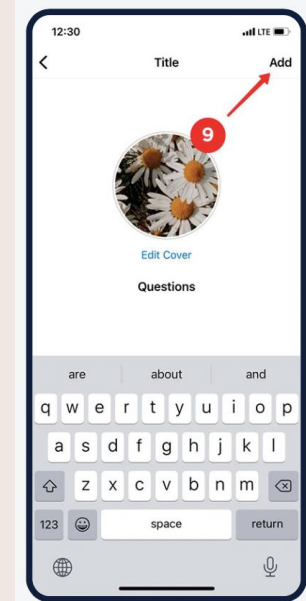 12:30 LTE
Title Add
9
Edit Cover
Questions
are about and
q w e r t y u i o p
a s d f g h j k l
z x c v b n m
123 space return